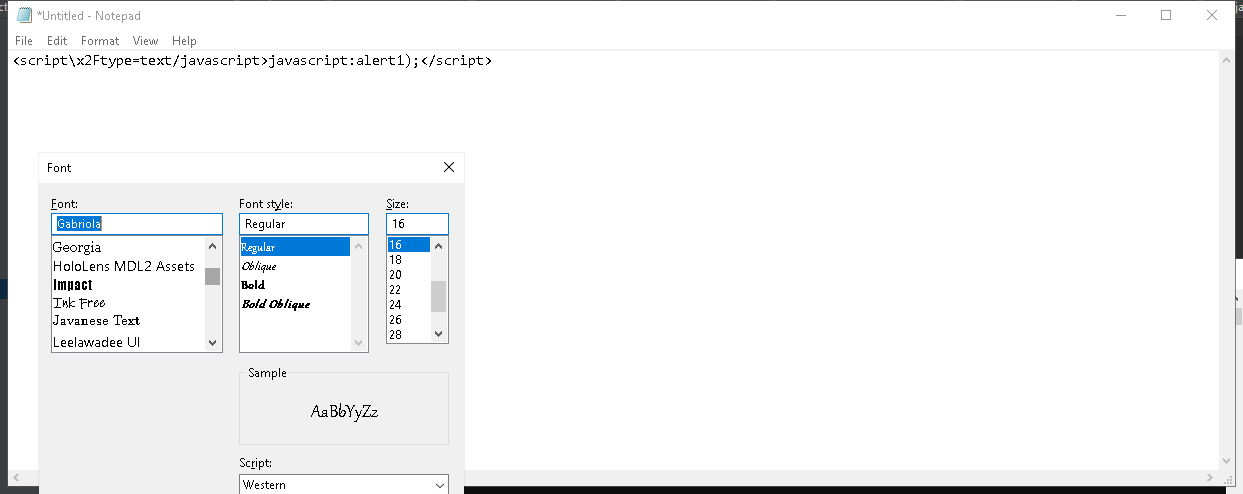 *Untitled - Notepad
File Edit Format View Help
<script\x2Ftype=text/javascript>javascript:alert1);</script>
Font
Font: Font style: Size:
Gabriola Regular 16
Georgia Regular 16
HoloLens MDL2 Assets Oblique 18
Impact Bold 20
Ink Free Bold Oblique 22
Javanese Text 24
Leelawadee UI 26
28
Sample
AaBbYyZz
Script:
Western